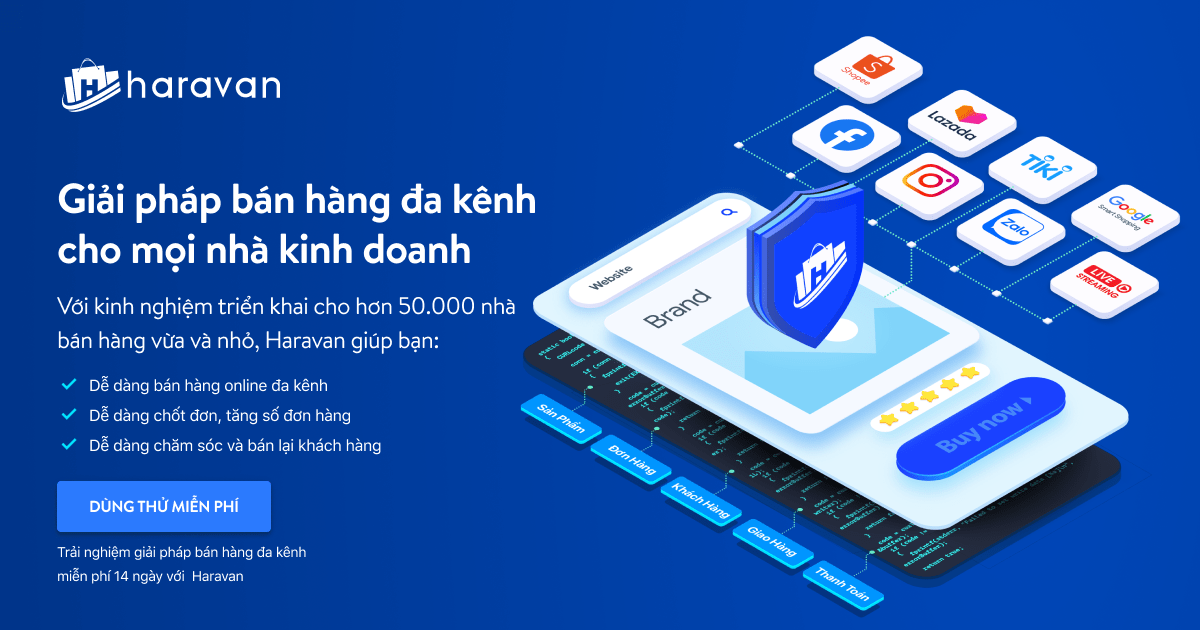 haravan
Giải pháp bán hàng đa kênh
cho mọi nhà kinh doanh
Với kinh nghiệm triển khai cho hơn 50.000 nhà
bán hàng vừa và nhỏ, Haravan giúp bạn:
Dễ dàng bán hàng online đa kênh
Dễ dàng chốt đơn, tăng số đơn hàng
Dễ dàng chăm sóc và bán lại khách hàng
DÙNG THỬ MIỄN PHÍ
Trải nghiệm giải pháp bán hàng đa kênh
miễn phí 14 ngày với Haravan
Shopee
Lazada
TIKI
Google
Smart Shopping
Zalo
LIVE
STREAMING
Website
Brand
Buy now
Sản Phẩm
Đơn Hàng
Khách Hàng
Giao Hàng
Thanh Toán
return true;